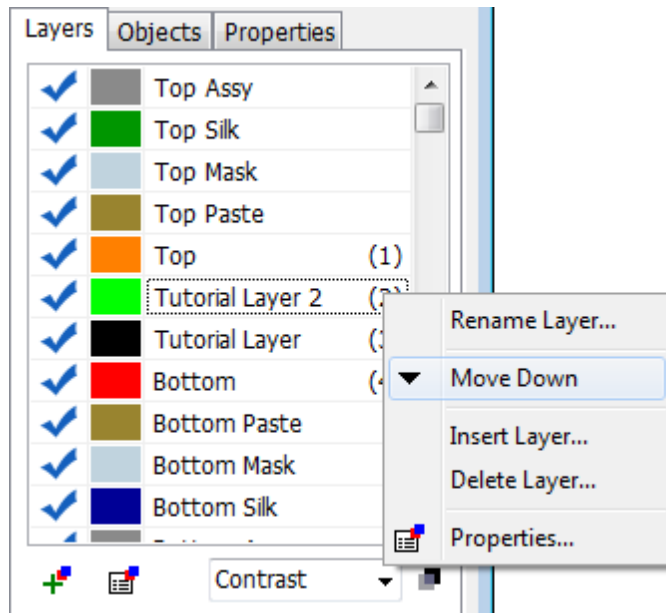 Layers Objects Properties
Top Assy
Top Silk
Top Mask
Top Paste
Top (1)
Tutorial Layer 2
Tutorial Layer
Bottom
Bottom Paste
Bottom Mask
Bottom Silk
Contrast
Rename Layer...
Move Down
Insert Layer...
Delete Layer...
Properties...